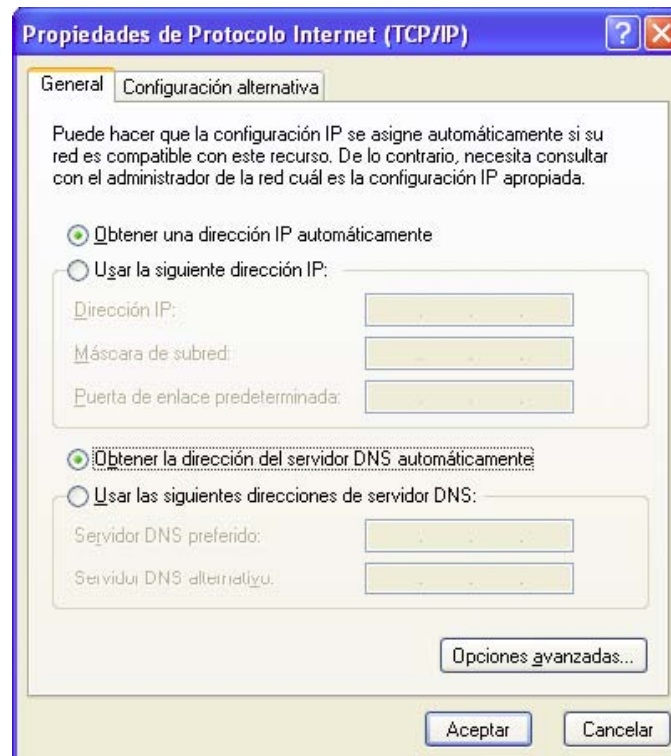 Propiedades de Protocolo Internet (TCP/IP)
General
Configuración alternativa
Puede hacer que la configuración IP se asigne automáticamente si su
red es compatible con este recurso. De lo contrario, necesita consultar
con el administrador de la red cuál es la configuración IP apropiada.
Obtener una dirección IP automáticamente
Usar la siguiente dirección IP:
Dirección IP:
Máscara de subred:
Puerta de enlace predeterminada:
Obtener la dirección del servidor DNS automáticamente
Usar las siguientes direcciones de servidor DNS:
Servidor DNS preferido:
Servidor DNS alternativo:
Opciones avanzadas...
Aceptar
Cancelar